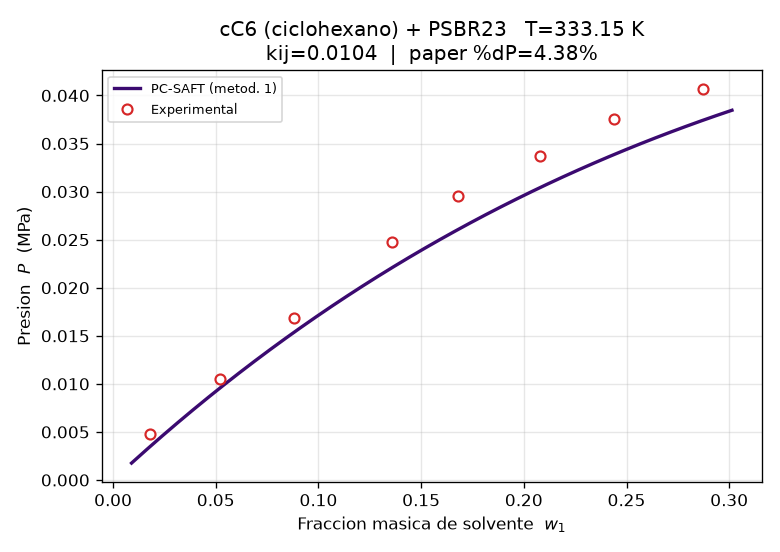 cC6 (ciclohexano) + PSBR23   T=333.15 K
kij=0.0104  |  paper %dP=4.38%
PC-SAFT (metod. 1)
Experimental
Presion P (MPa)
0.040
0.035
0.030
0.025
0.020
0.015
0.010
0.005
0.000
0.00 0.05 0.10 0.15 0.20 0.25 0.30
Fraccion masica de solvente w₁